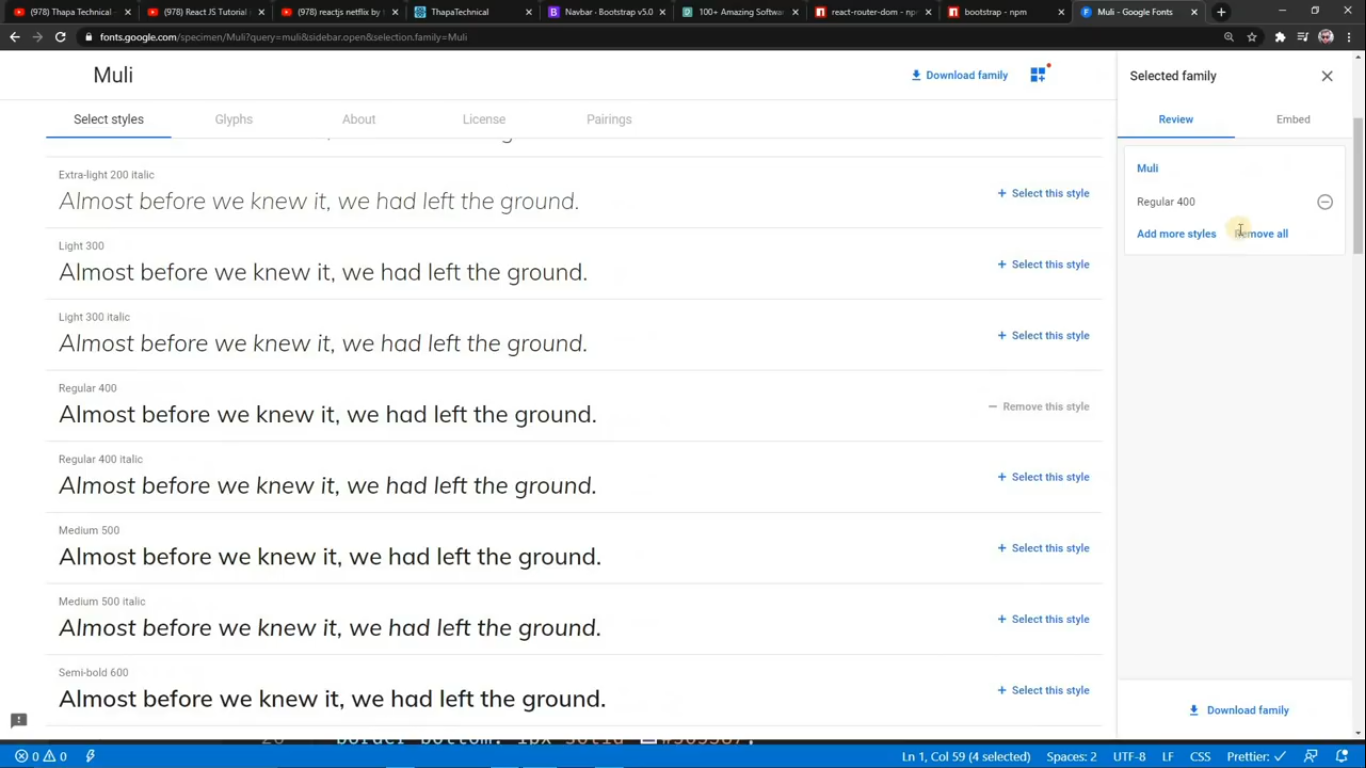 (978) Thapa Technical -
(978) React JS Tutorial
(978) reactjs netflix by
ThapaTechnical
Navbar · Bootstrap v5.0
100+ Amazing Softwa
react-router-dom - np
bootstrap - npm
Muli - Google Fonts
fonts.google.com/specimen/Muli?query=muli&sidebar.open&selection.family=Muli
Muli
Download family
Selected family
Select styles
Glyphs
About
License
Pairings
Review
Embed
Extra-light 200 italic
Almost before we knew it, we had left the ground.
+ Select this style
Muli
Regular 400
Add more styles
Remove all
Light 300
Almost before we knew it, we had left the ground.
+ Select this style
Light 300 italic
Almost before we knew it, we had left the ground.
+ Select this style
Regular 400
Almost before we knew it, we had left the ground.
− Remove this style
Regular 400 italic
Almost before we knew it, we had left the ground.
+ Select this style
Medium 500
Almost before we knew it, we had left the ground.
+ Select this style
Medium 500 italic
Almost before we knew it, we had left the ground.
+ Select this style
Semi-bold 600
Almost before we knew it, we had left the ground.
+ Select this style
Download family
0
0
Ln 1, Col 59 (4 selected)
Spaces: 2
UTF-8
LF
CSS
Prettier: ✓